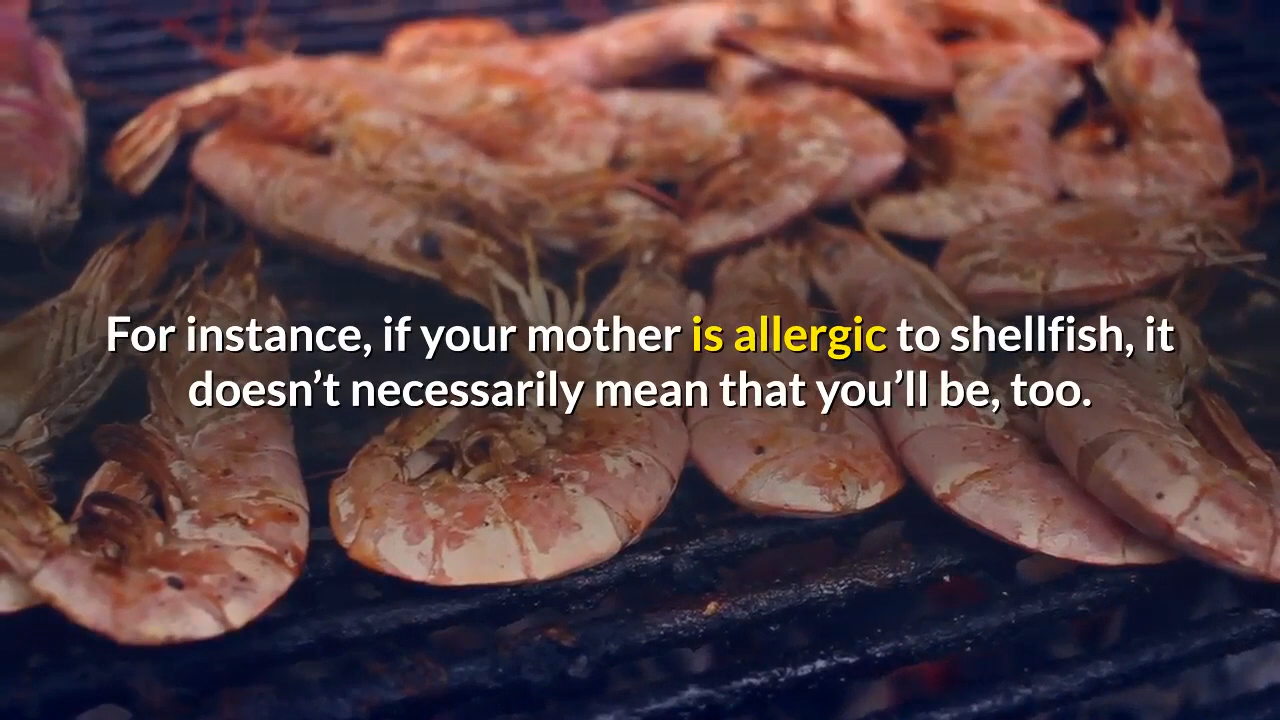 For instance, if your mother is allergic to shellfish, it
doesn’t necessarily mean that you’ll be, too.